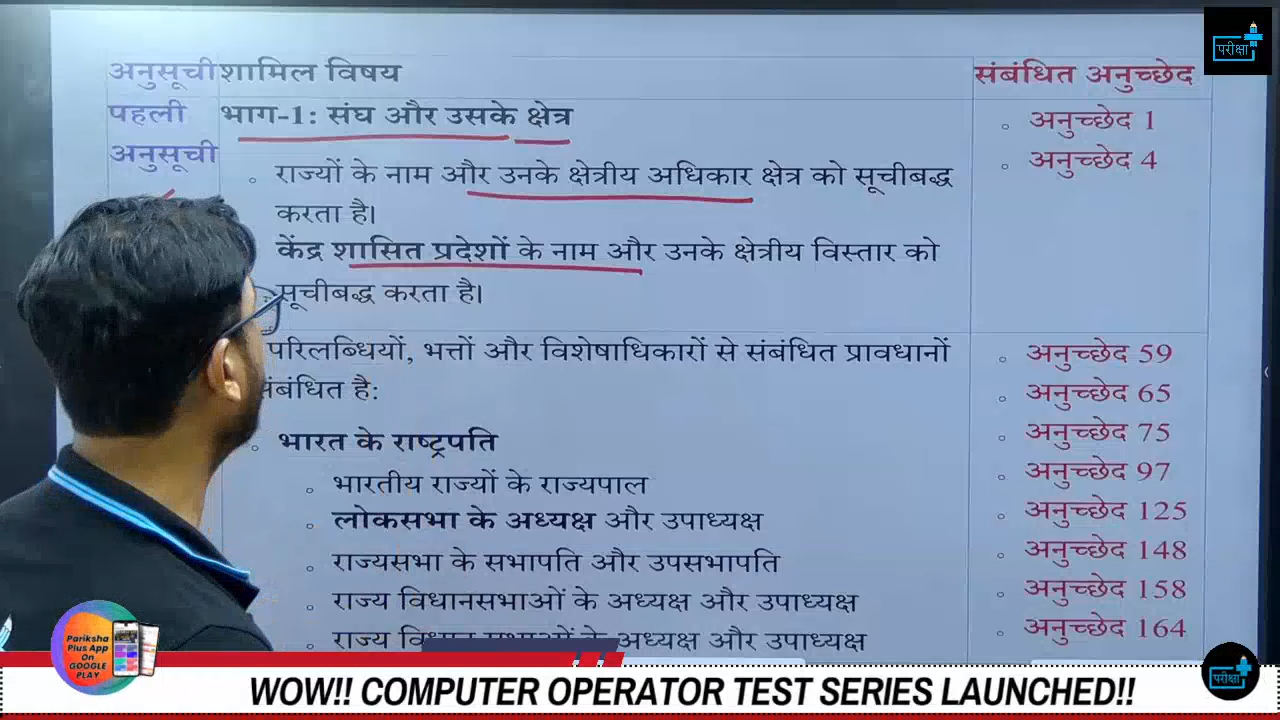 परीक्षा
अनुसूची शामिल विषय संबंधित अनुच्छेद
पहली भाग-1: संघ और उसके क्षेत्र अनुच्छेद 1
अनुसूची अनुच्छेद 4
राज्यों के नाम और उनके क्षेत्रीय अधिकार क्षेत्र को सूचीबद्ध
करता है।
केंद्र शासित प्रदेशों के नाम और उनके क्षेत्रीय विस्तार को
सूचीबद्ध करता है।
परिलब्धियों, भत्तों और विशेषाधिकारों से संबंधित प्रावधानों अनुच्छेद 59
संबंधित है: अनुच्छेद 65
भारत के राष्ट्रपति अनुच्छेद 75
भारतीय राज्यों के राज्यपाल अनुच्छेद 97
लोकसभा के अध्यक्ष और उपाध्यक्ष अनुच्छेद 125
राज्यसभा के सभापति और उपसभापति अनुच्छेद 148
राज्य विधानसभाओं के अध्यक्ष और उपाध्यक्ष अनुच्छेद 158
राज्य विधान सभाओं के अध्यक्ष और उपाध्यक्ष अनुच्छेद 164
Pariksha
Plus App
On
GOOGLE
PLAY
WOW!! COMPUTER OPERATOR TEST SERIES LAUNCHED!!
परीक्षा